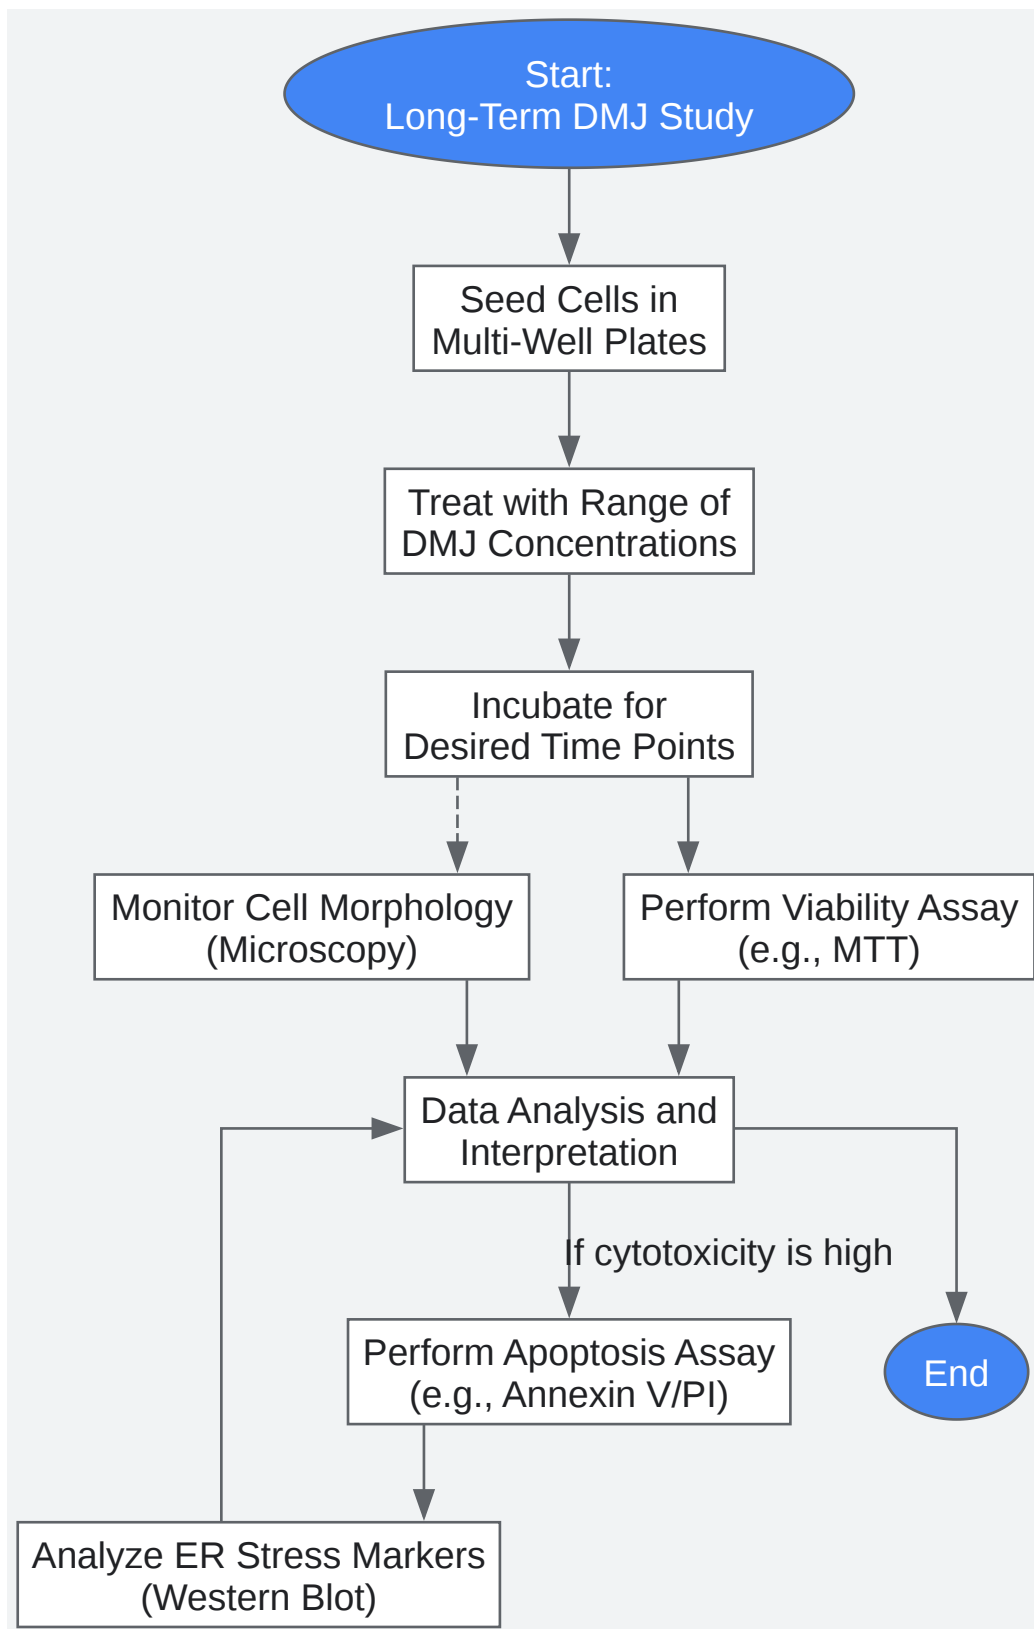 Start:
Long-Term DMJ Study
Seed Cells in
Multi-Well Plates
Treat with Range of
DMJ Concentrations
Incubate for
Desired Time Points
Monitor Cell Morphology
(Microscopy)
Perform Viability Assay
(e.g., MTT)
Data Analysis and
Interpretation
If cytotoxicity is high
Perform Apoptosis Assay
(e.g., Annexin V/PI)
End
Analyze ER Stress Markers
(Western Blot)